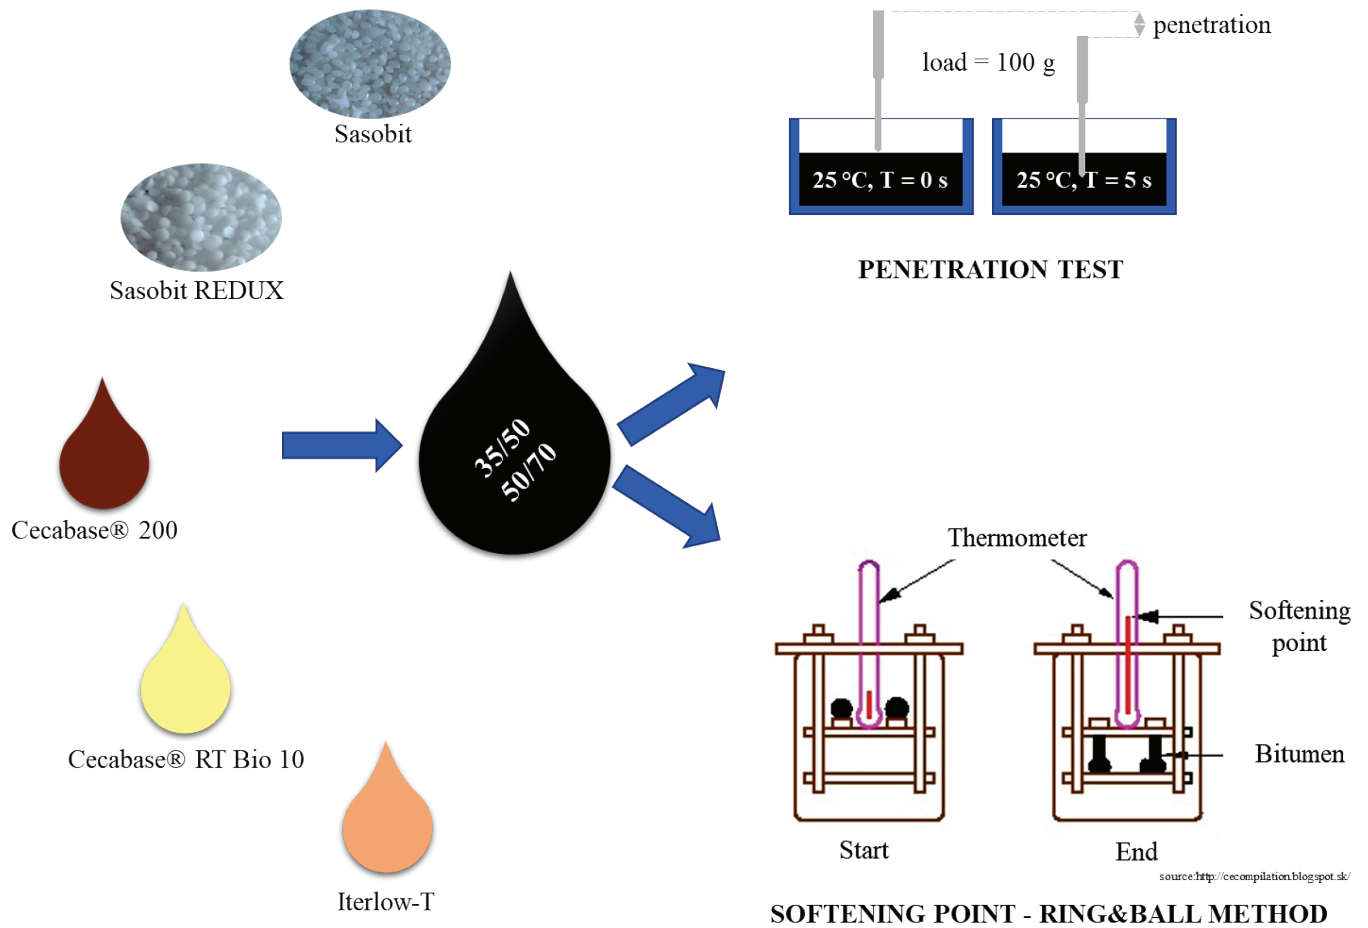 Sasobit
Sasobit REDUX
Cecabase® 200
Cecabase® RT Bio 10
Iterlow-T
35/50
50/70
penetration
load = 100 g
25 °C, T = 0 s
25 °C, T = 5 s
PENETRATION TEST
Thermometer
Softening
point
Bitumen
Start
End
source:http://cecompilation.blogspot.sk/
SOFTENING POINT - RING&BALL METHOD